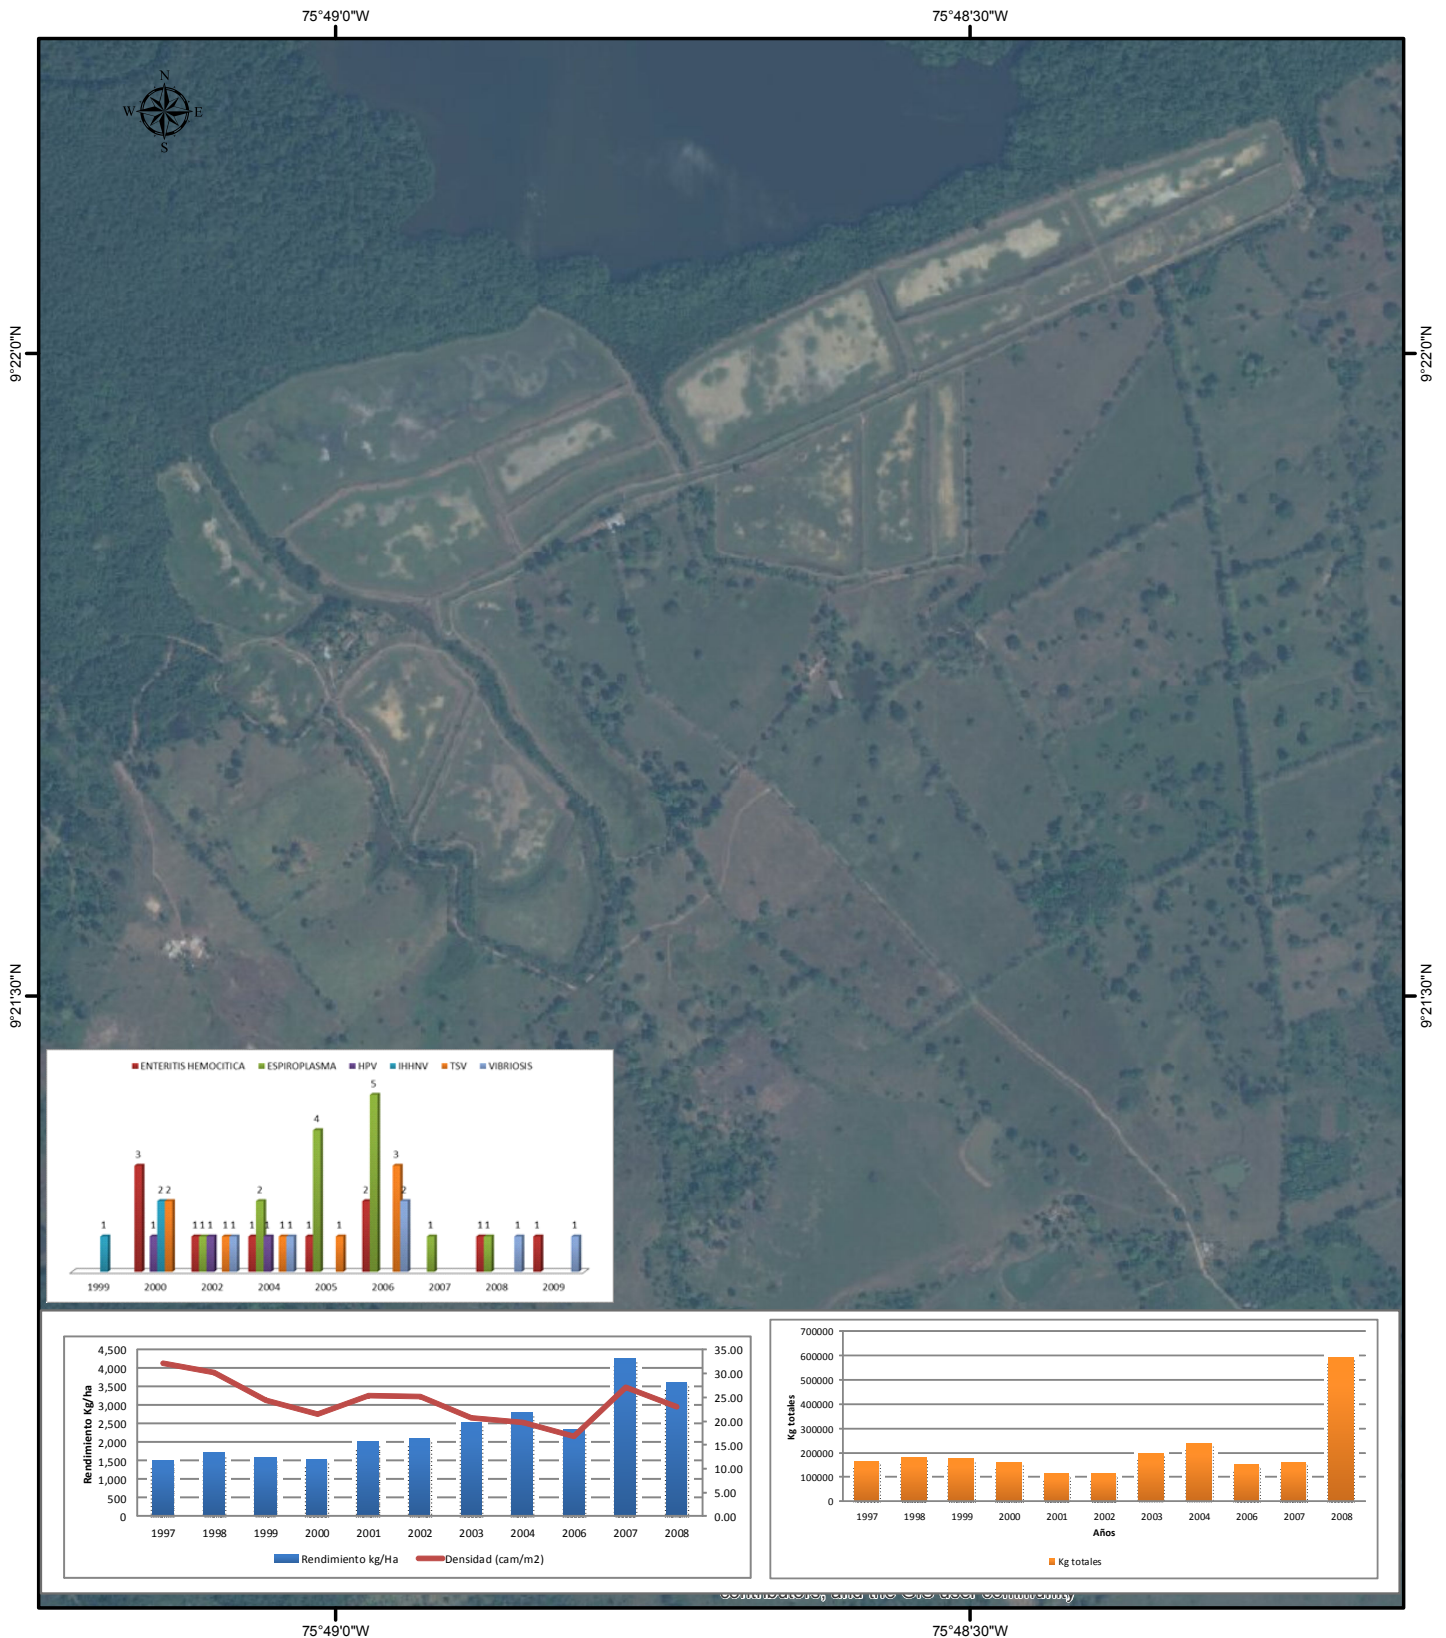 75°49'0"W 75°48'30"W
N
W E
S
9°22'0"N 9°22'0"N
9°21'30"N 9°21'30"N
ENTERITIS HEMOCITICA ESPIROPLASMA HPV IHHNV TSV VIBRIOSIS
5
4
3 3
2 2 2 2 2
1 1 1 1 1 1 1 1 1 1 1 1 1 1 1 1 1 1 1 1
1999 2000 2002 2004 2005 2006 2007 2008 2009
Rendimiento Kg/ha
4,500
4,000
3,500
3,000
2,500
2,000
1,500
1,000
500
0
35.00
30.00
25.00
20.00
15.00
10.00
5.00
0.00
1997 1998 1999 2000 2001 2002 2003 2004 2006 2007 2008
Rendimiento kg/Ha Densidad (cam/m2)
Kg totales
700000
600000
500000
400000
300000
200000
100000
0
1997 1998 1999 2000 2001 2002 2003 2004 2006 2007 2008
Años
Kg totales
contributors, and the GIS user community
75°49'0"W 75°48'30"W